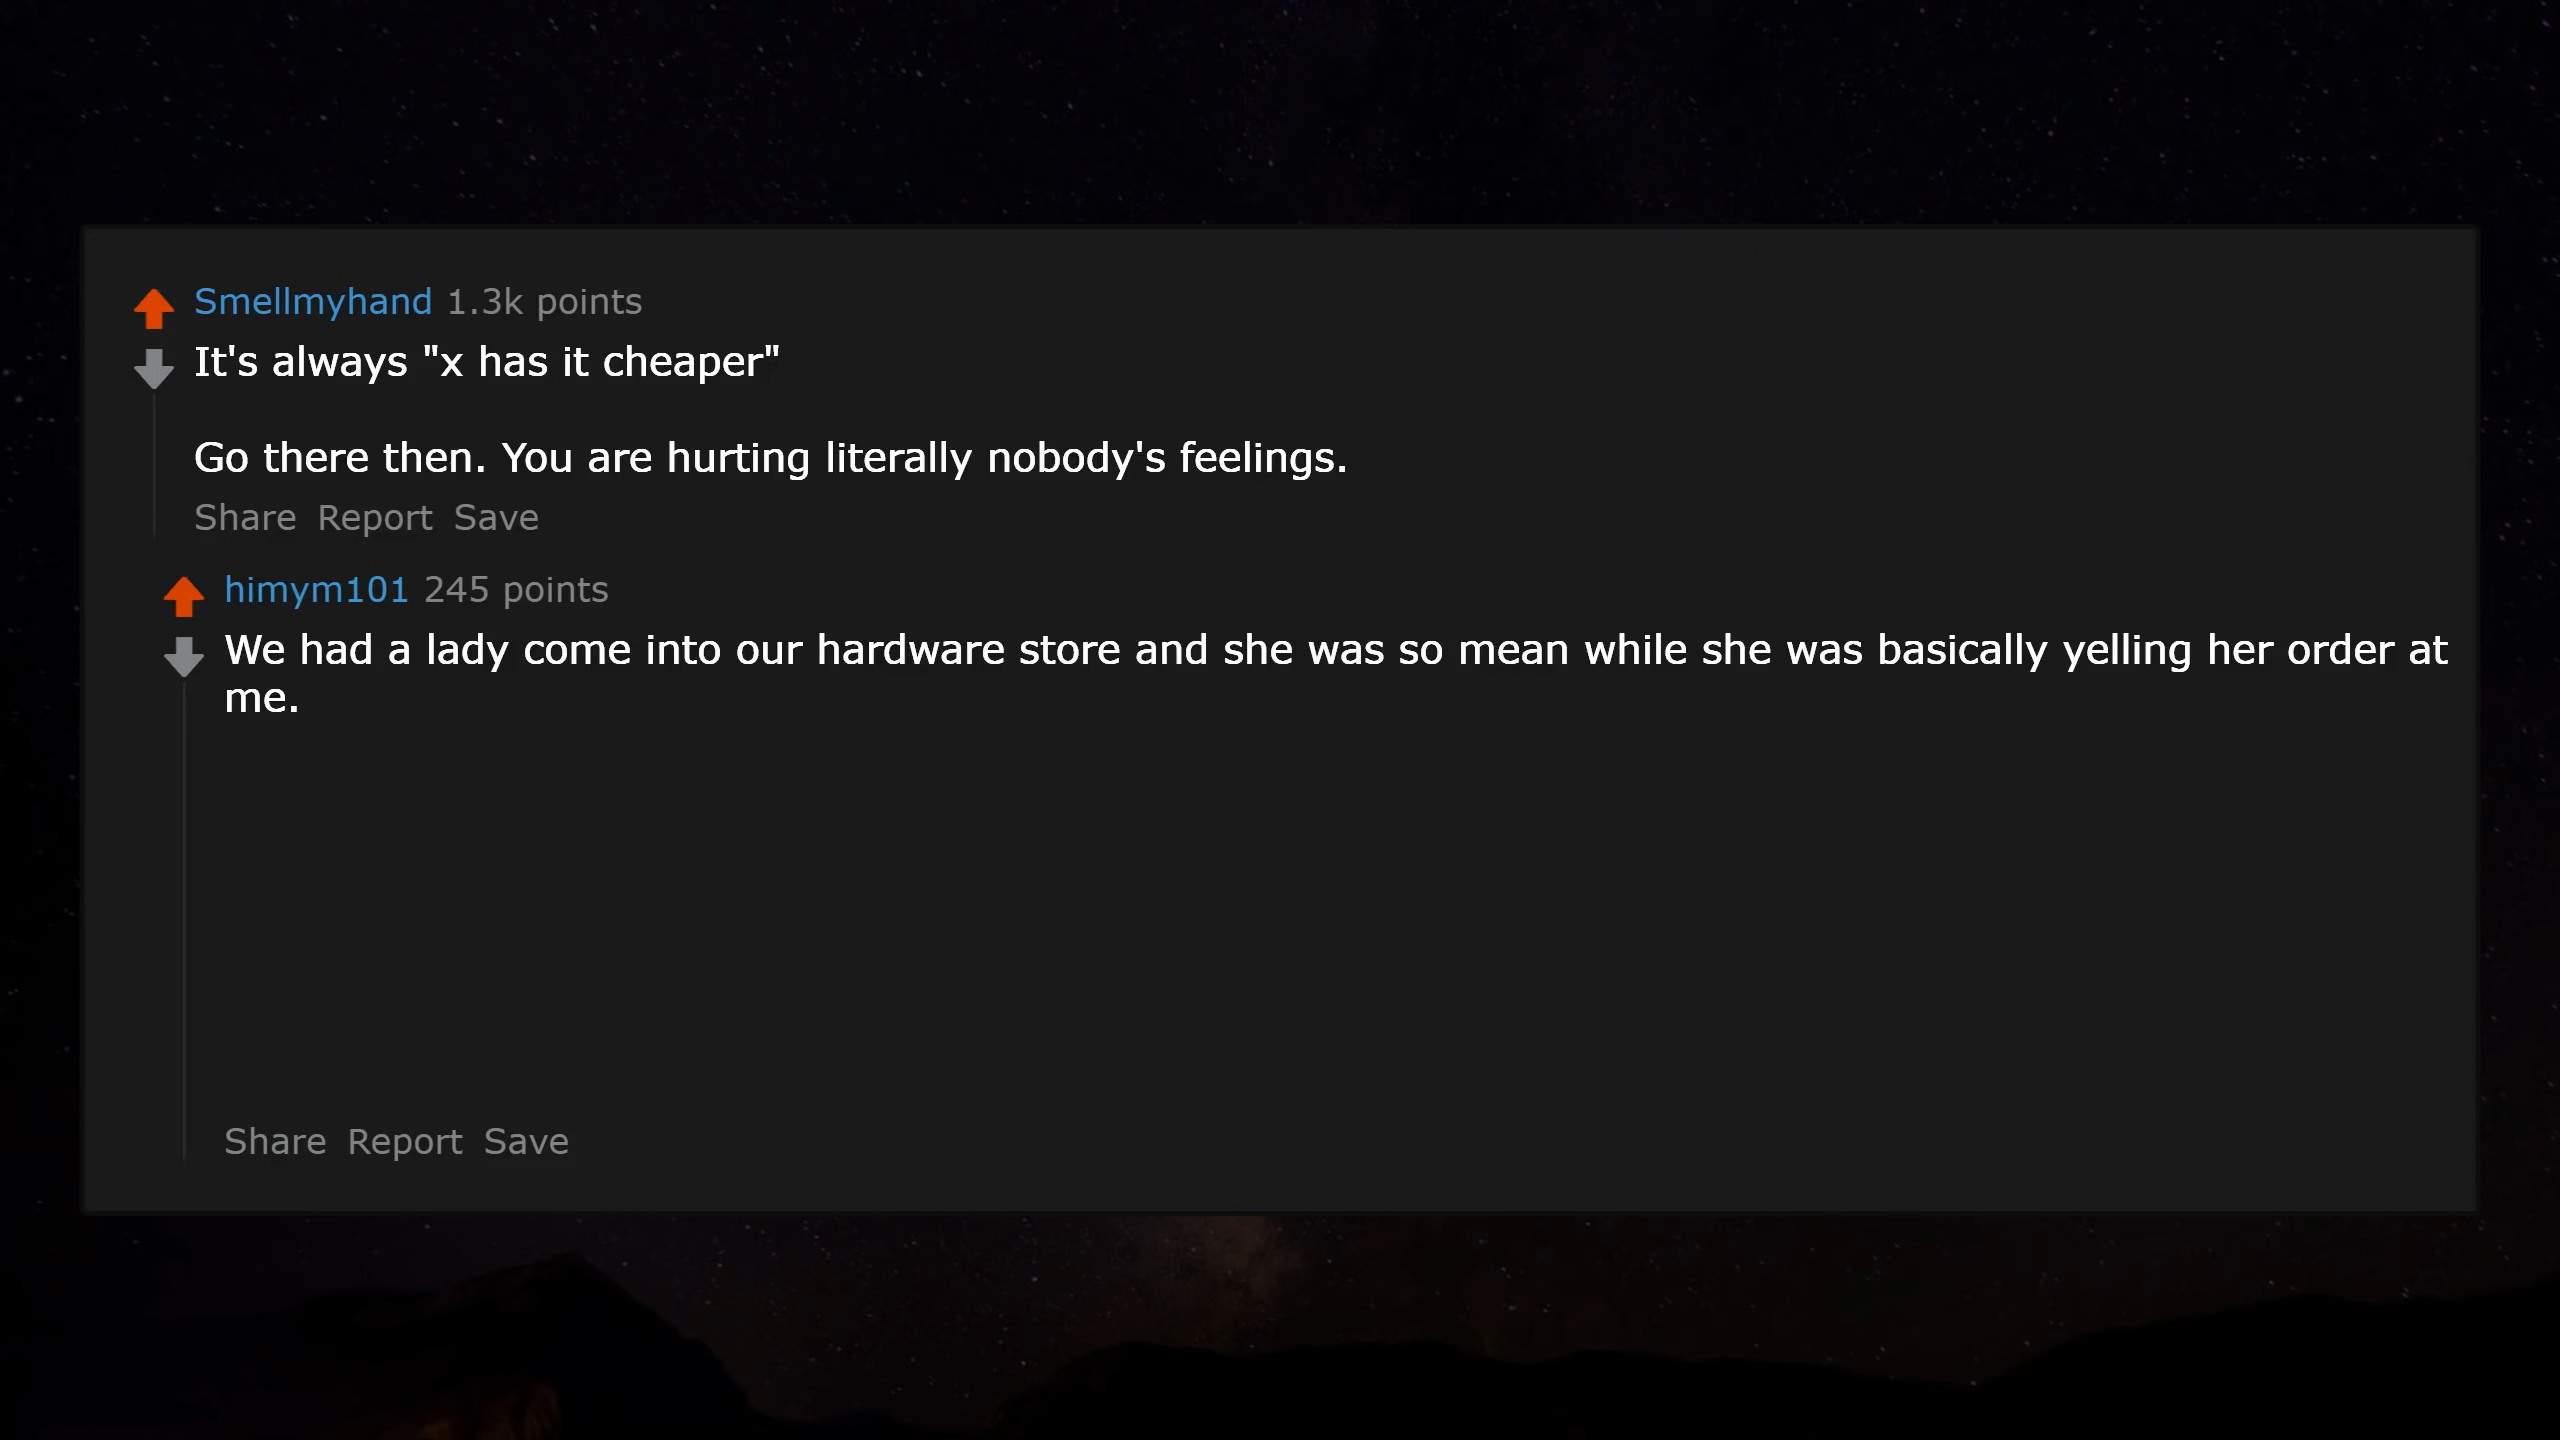 Smellmyhand 1.3k points
It's always "x has it cheaper"
Go there then. You are hurting literally nobody's feelings.
Share Report Save
himym101 245 points
We had a lady come into our hardware store and she was so mean while she was basically yelling her order at
me.
Share Report Save